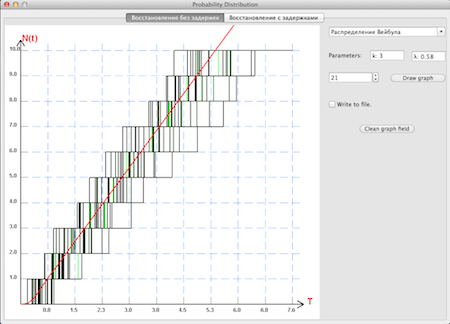 Probability Distribution
Восстановление без задержек Восстановление с задержками
N(t)
10.0
9.0
8.0
7.0
6.0
5.0
4.0
3.0
2.0
1.0
0.8 1.5 2.3 3.0 3.8 4.5 5.3 6.0 6.8 7.6
T
Распределение Вейбула
Parameters: k: 3 λ: 0.58
21 Draw graph
Write to file.
Clean graph field